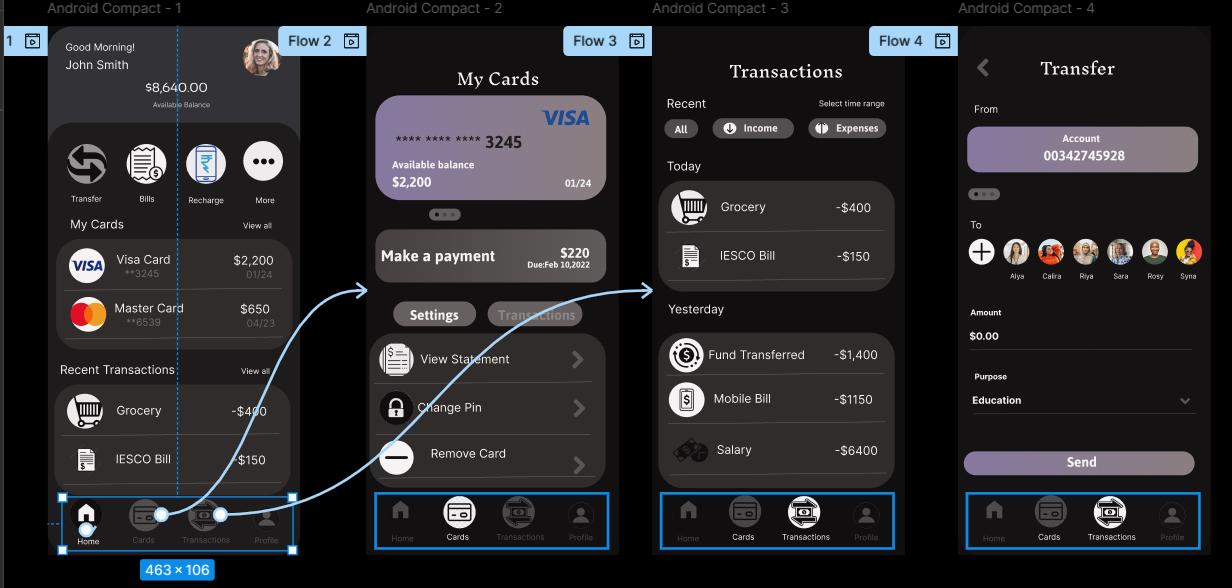 Android Compact - 1
1
Good Morning!
John Smith
$8,640.00
Available Balance
Transfer
Bills
Recharge
More
My Cards
View all
VISA
Visa Card
**3245
$2,200
01/24
Master Card
**6539
$650
04/23
Recent Transactions
View all
Grocery
-$400
IESCO Bill
-$150
Home
Cards
Transactions
Profile
463 × 106
Android Compact - 2
Flow 2
My Cards
VISA
**** **** **** 3245
Available balance
$2,200
01/24
Make a payment
$220
Due:Feb 10,2022
Settings
Transactions
View Statement
Change Pin
Remove Card
Home
Cards
Transactions
Profile
Android Compact - 3
Flow 3
Transactions
Recent
Select time range
All
Income
Expenses
Today
Grocery
-$400
IESCO Bill
-$150
Yesterday
Fund Transferred
-$1,400
Mobile Bill
-$1150
Salary
-$6400
Home
Cards
Transactions
Profile
Android Compact - 4
Flow 4
Transfer
From
Account
00342745928
To
Alya
Calira
Riya
Sara
Rosy
Syna
Amount
$0.00
Purpose
Education
Send
Home
Cards
Transactions
Profile